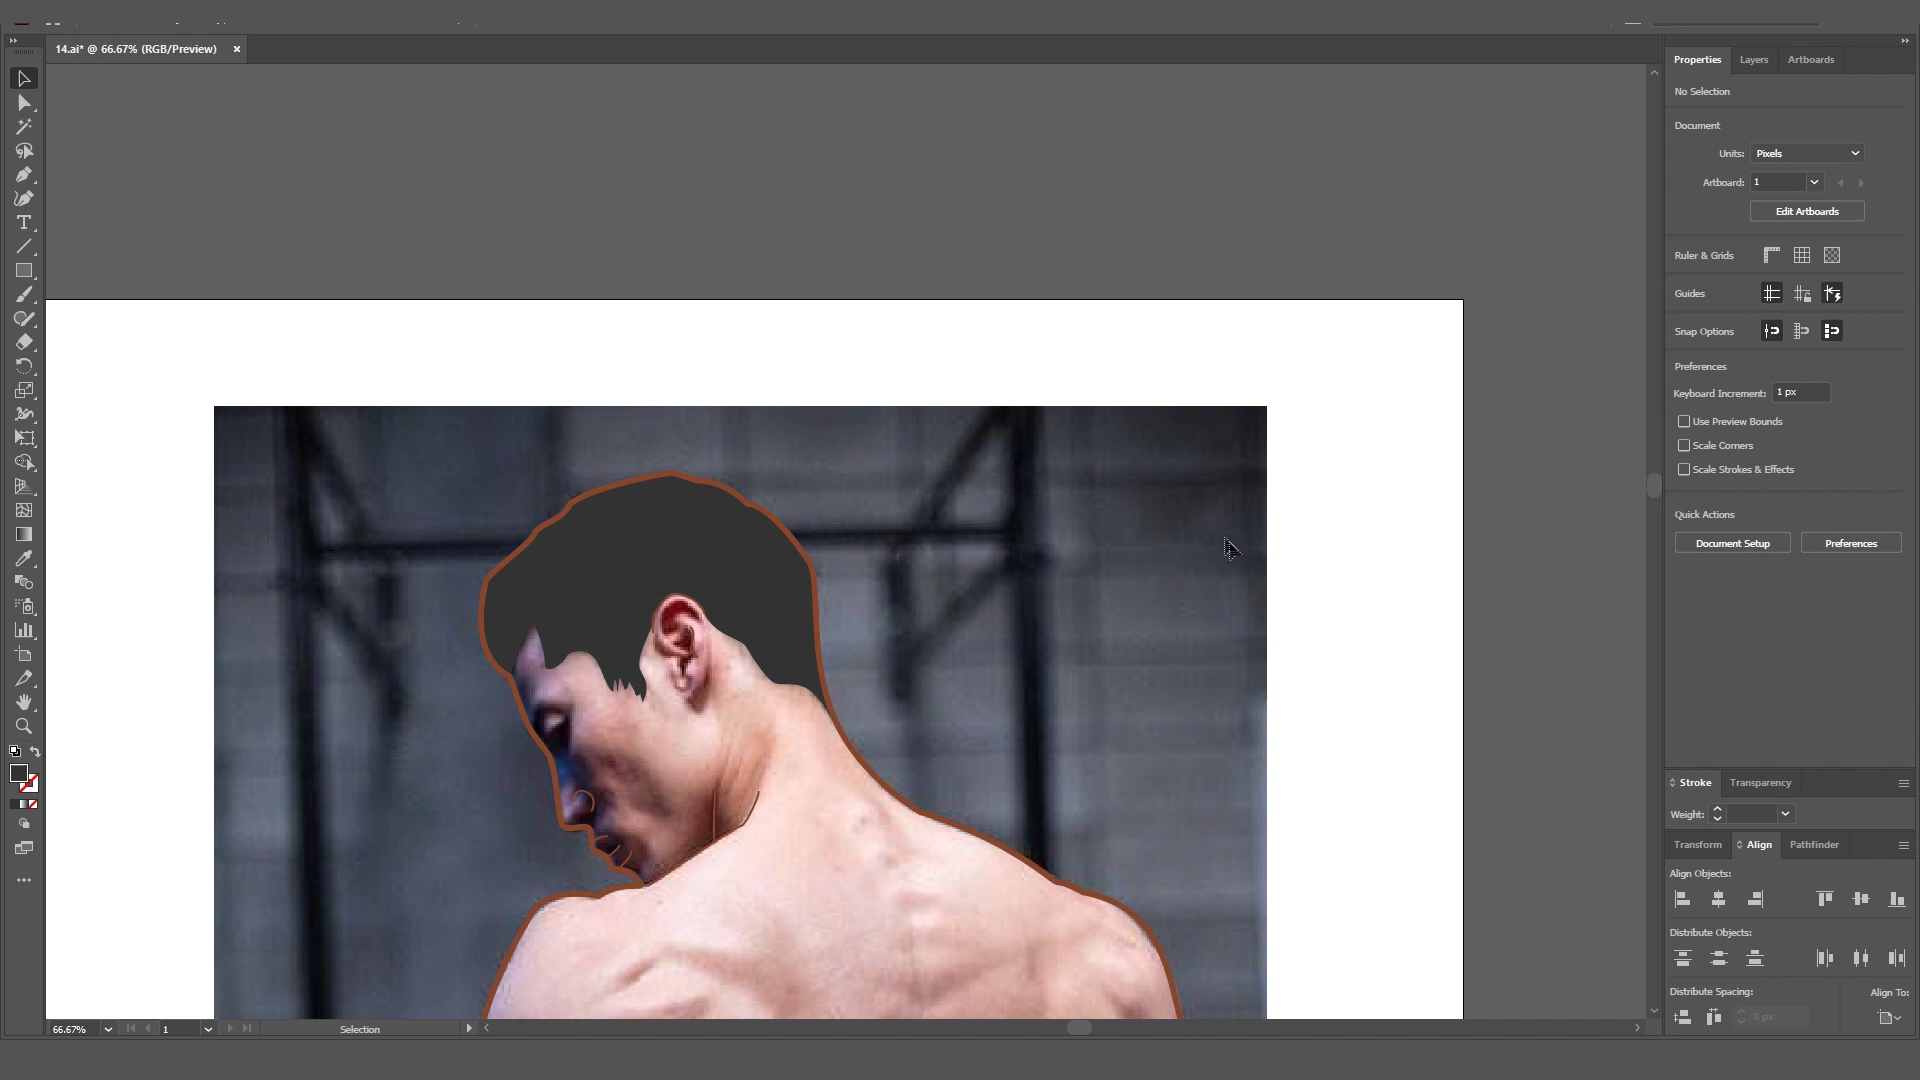 14.ai* @ 66.67% (RGB/Preview) ×
Properties Layers Artboards
No Selection
Document
Units: Pixels
Artboard: 1
Edit Artboards
Ruler & Grids
Guides
Snap Options
Preferences
Keyboard Increment: 1 px
Use Preview Bounds
Scale Corners
Scale Strokes & Effects
Quick Actions
Document Setup Preferences
Stroke Transparency
Weight:
Transform Align Pathfinder
Align Objects:
Distribute Objects:
Distribute Spacing: Align To:
0 px
66.67% 1 Selection